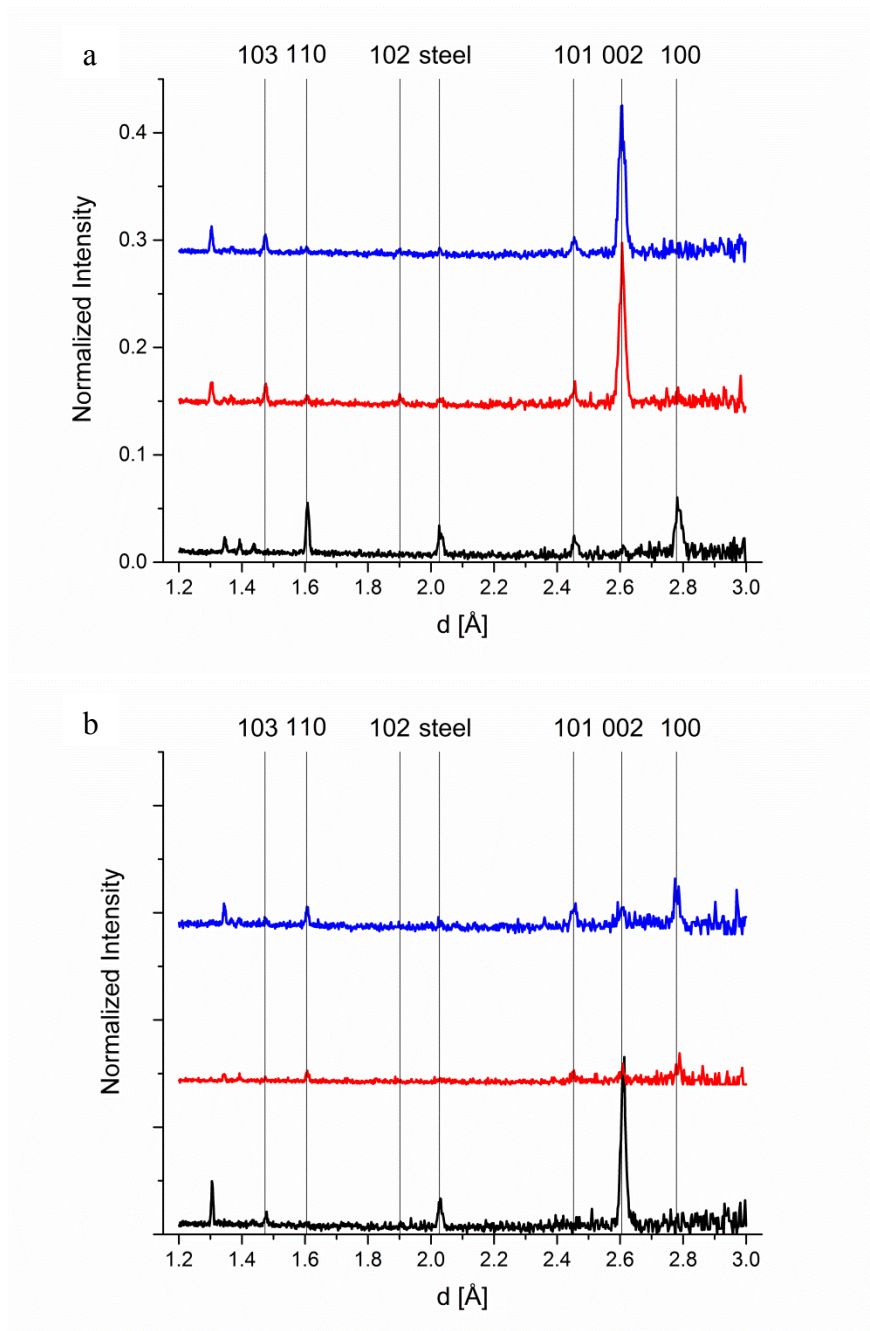 a
103 110 102 steel 101 002 100
Normalized Intensity
0.4
0.3
0.2
0.1
0.0
1.2 1.4 1.6 1.8 2.0 2.2 2.4 2.6 2.8 3.0
d [Å]
b
103 110 102 steel 101 002 100
Normalized Intensity
1.2 1.4 1.6 1.8 2.0 2.2 2.4 2.6 2.8 3.0
d [Å]